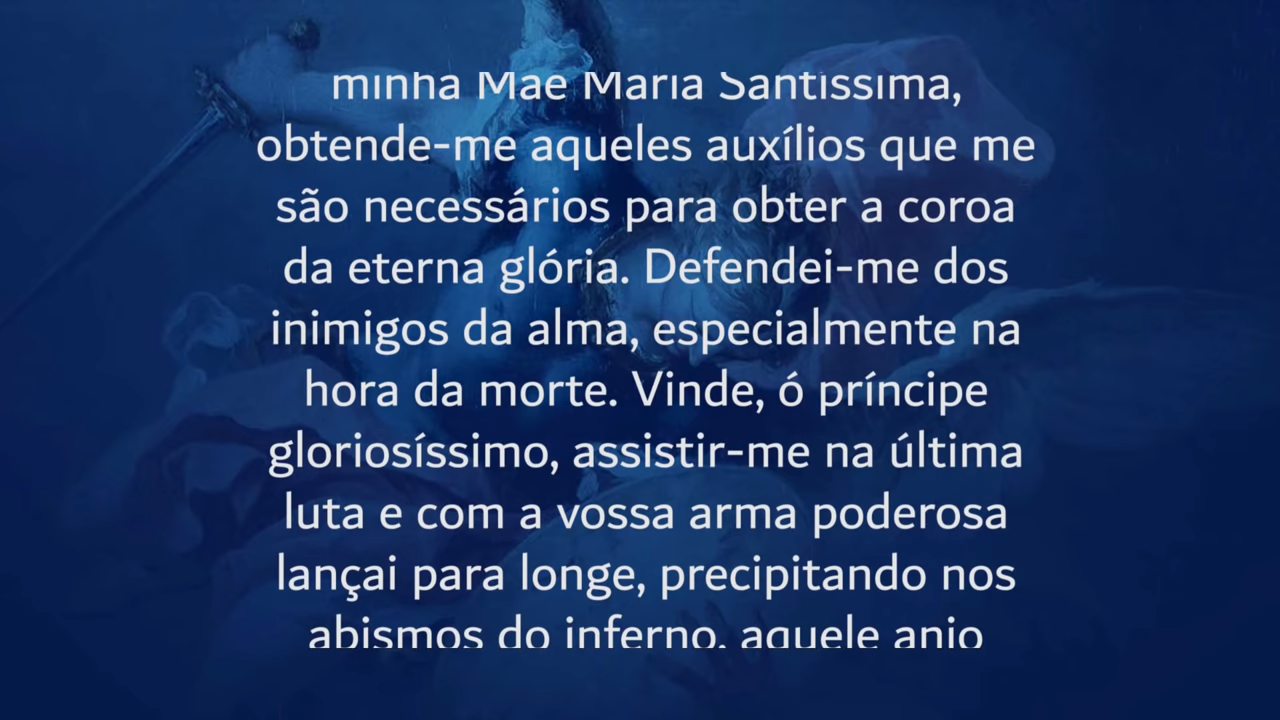 minha Mãe Maria Santíssima,
obtende-me aqueles auxílios que me
são necessários para obter a coroa
da eterna glória. Defendei-me dos
inimigos da alma, especialmente na
hora da morte. Vinde, ó príncipe
gloriosíssimo, assistir-me na última
luta e com a vossa arma poderosa
lançai para longe, precipitando nos
abismos do inferno, aquele anjo